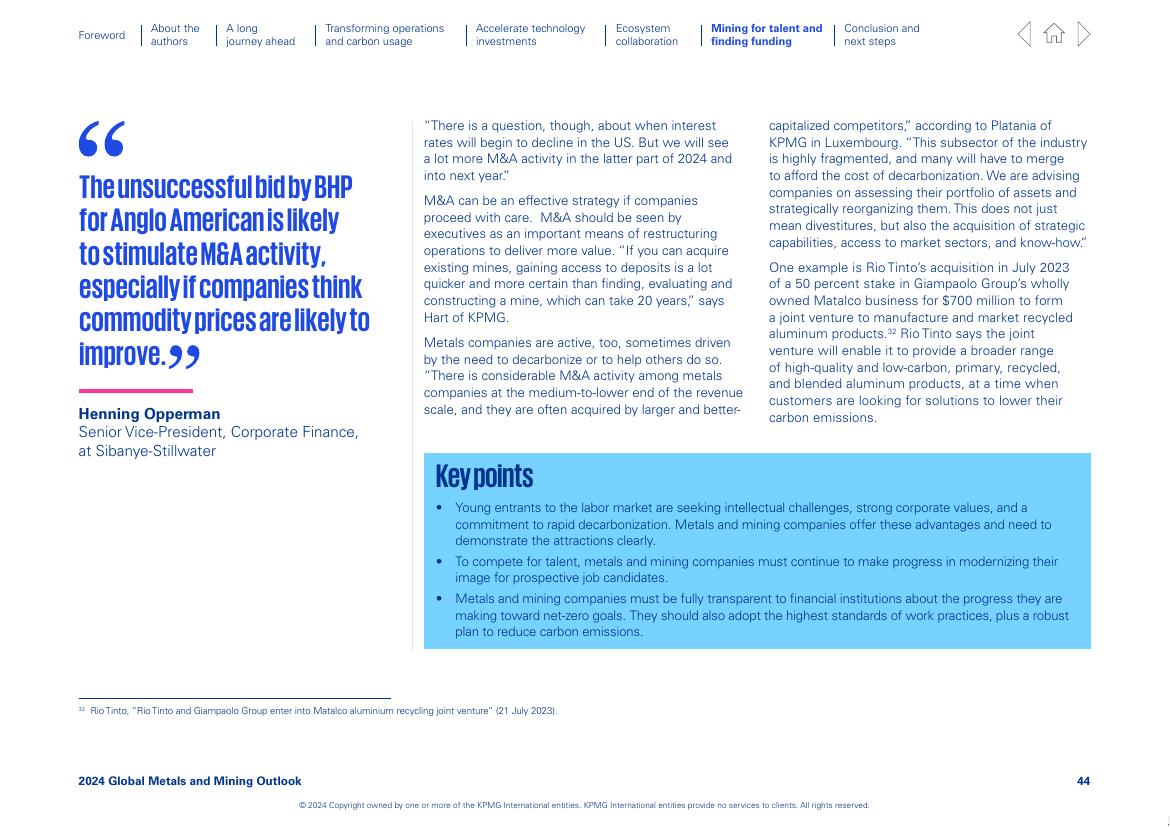 Foreword
About the
authors
A long
journey ahead
Transforming operations
and carbon usage
Accelerate technology
investments
Ecosystem
collaboration
Mining for talent and
finding funding
Conclusion and
next steps
“
The unsuccessful bid by BHP
for Anglo American is likely
to stimulate M&A activity,
especially if companies think
commodity prices are likely to
improve.”
Henning Opperman
Senior Vice-President, Corporate Finance,
at Sibanye-Stillwater
“There is a question, though, about when interest
rates will begin to decline in the US. But we will see
a lot more M&A activity in the latter part of 2024 and
into next year.”
M&A can be an effective strategy if companies
proceed with care.  M&A should be seen by
executives as an important means of restructuring
operations to deliver more value. “If you can acquire
existing mines, gaining access to deposits is a lot
quicker and more certain than finding, evaluating and
constructing a mine, which can take 20 years,” says
Hart of KPMG.
Metals companies are active, too, sometimes driven
by the need to decarbonize or to help others do so.
“There is considerable M&A activity among metals
companies at the medium-to-lower end of the revenue
scale, and they are often acquired by larger and better-
capitalized competitors,” according to Platania of
KPMG in Luxembourg. “This subsector of the industry
is highly fragmented, and many will have to merge
to afford the cost of decarbonization. We are advising
companies on assessing their portfolio of assets and
strategically reorganizing them. This does not just
mean divestitures, but also the acquisition of strategic
capabilities, access to market sectors, and know-how.”
One example is Rio Tinto’s acquisition in July 2023
of a 50 percent stake in Giampaolo Group’s wholly
owned Matalco business for $700 million to form
a joint venture to manufacture and market recycled
aluminum products.³² Rio Tinto says the joint
venture will enable it to provide a broader range
of high-quality and low-carbon, primary, recycled,
and blended aluminum products, at a time when
customers are looking for solutions to lower their
carbon emissions.
Key points
• Young entrants to the labor market are seeking intellectual challenges, strong corporate values, and a
commitment to rapid decarbonization. Metals and mining companies offer these advantages and need to
demonstrate the attractions clearly.
• To compete for talent, metals and mining companies must continue to make progress in modernizing their
image for prospective job candidates.
• Metals and mining companies must be fully transparent to financial institutions about the progress they are
making toward net-zero goals. They should also adopt the highest standards of work practices, plus a robust
plan to reduce carbon emissions.
³² Rio Tinto, “Rio Tinto and Giampaolo Group enter into Matalco aluminium recycling joint venture” (21 July 2023).
2024 Global Metals and Mining Outlook
44
© 2024 Copyright owned by one or more of the KPMG International entities. KPMG International entities provide no services to clients. All rights reserved.